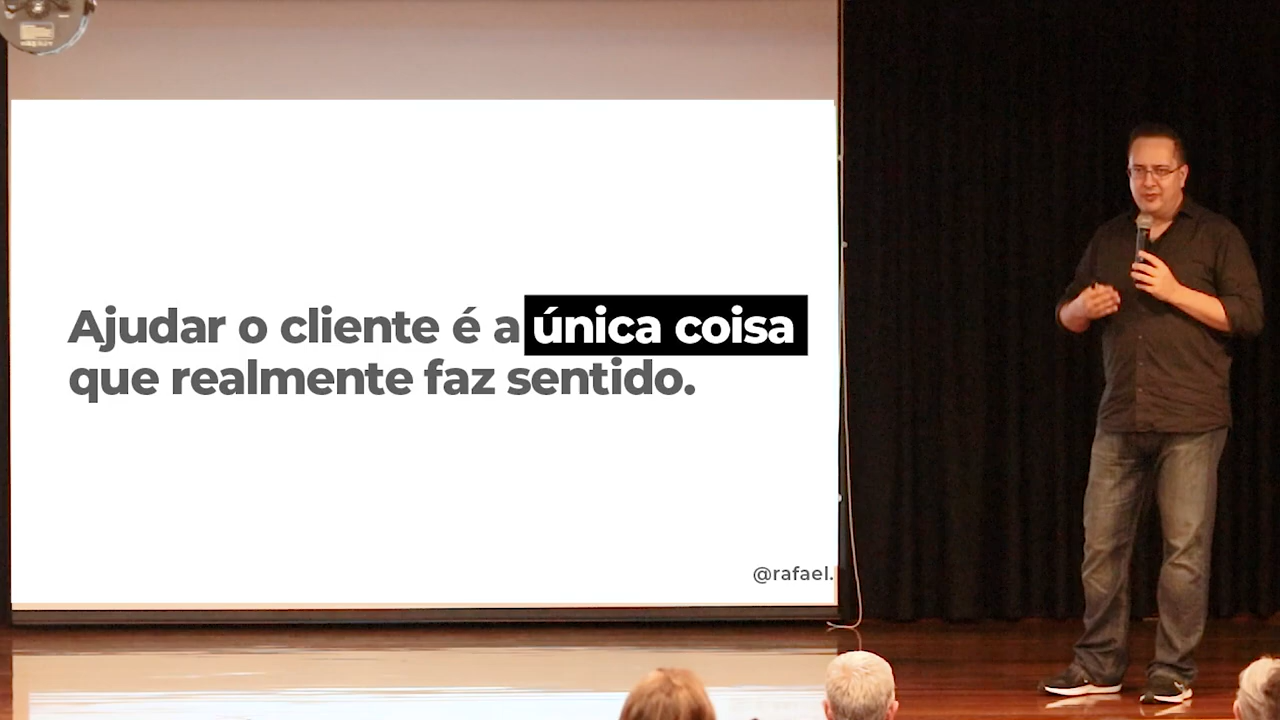 Ajudar o cliente é a única coisa
que realmente faz sentido.
@rafael.